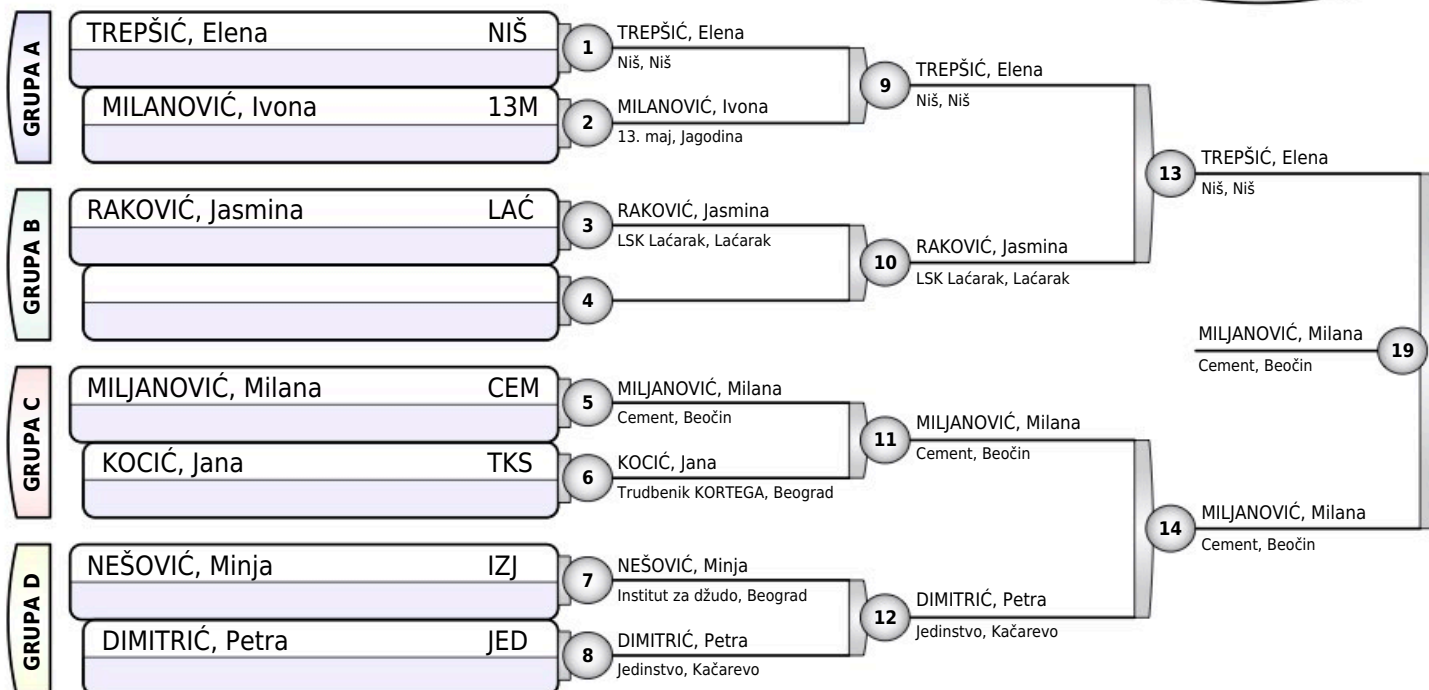 GRUPA A
TREPŠIĆ, Elena NIŠ
MILANOVIĆ, Ivona 13M
GRUPA B
RAKOVIĆ, Jasmina LAĆ
GRUPA C
MILJANOVIĆ, Milana CEM
KOCIĆ, Jana TKS
GRUPA D
NEŠOVIĆ, Minja IZJ
DIMITRIĆ, Petra JED
1
TREPŠIĆ, Elena
Niš, Niš
2
MILANOVIĆ, Ivona
13. maj, Jagodina
3
RAKOVIĆ, Jasmina
LSK Laćarak, Laćarak
4
5
MILJANOVIĆ, Milana
Cement, Beočin
6
KOCIĆ, Jana
Trudbenik KORTEGA, Beograd
7
NEŠOVIĆ, Minja
Institut za džudo, Beograd
8
DIMITRIĆ, Petra
Jedinstvo, Kačarevo
9
TREPŠIĆ, Elena
Niš, Niš
10
RAKOVIĆ, Jasmina
LSK Laćarak, Laćarak
11
MILJANOVIĆ, Milana
Cement, Beočin
12
DIMITRIĆ, Petra
Jedinstvo, Kačarevo
13
TREPŠIĆ, Elena
Niš, Niš
14
MILJANOVIĆ, Milana
Cement, Beočin
MILJANOVIĆ, Milana
Cement, Beočin
19